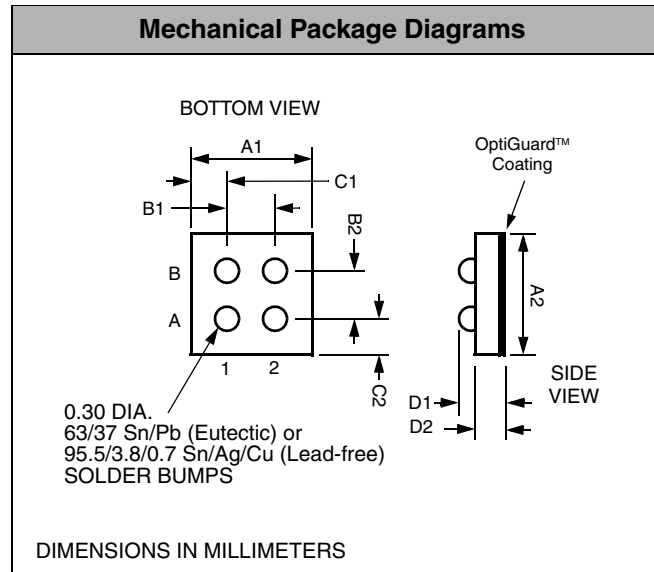 Mechanical Package Diagrams
BOTTOM VIEW
A1
C1
B1
B2
B
A
1 2
C2
OptiGuard™
Coating
A2
SIDE
VIEW
D1
D2
0.30 DIA.
63/37 Sn/Pb (Eutectic) or
95.5/3.8/0.7 Sn/Ag/Cu (Lead-free)
SOLDER BUMPS
DIMENSIONS IN MILLIMETERS